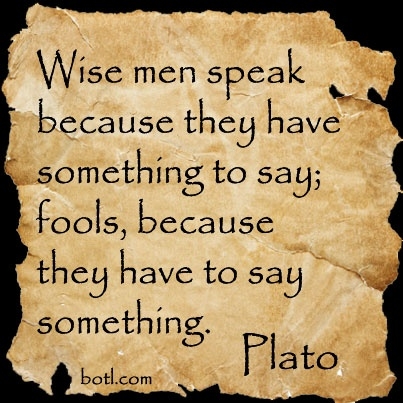 Wise men speak
because they have
something to say;
fools, because
they have to say
something.
Plato
botl.com